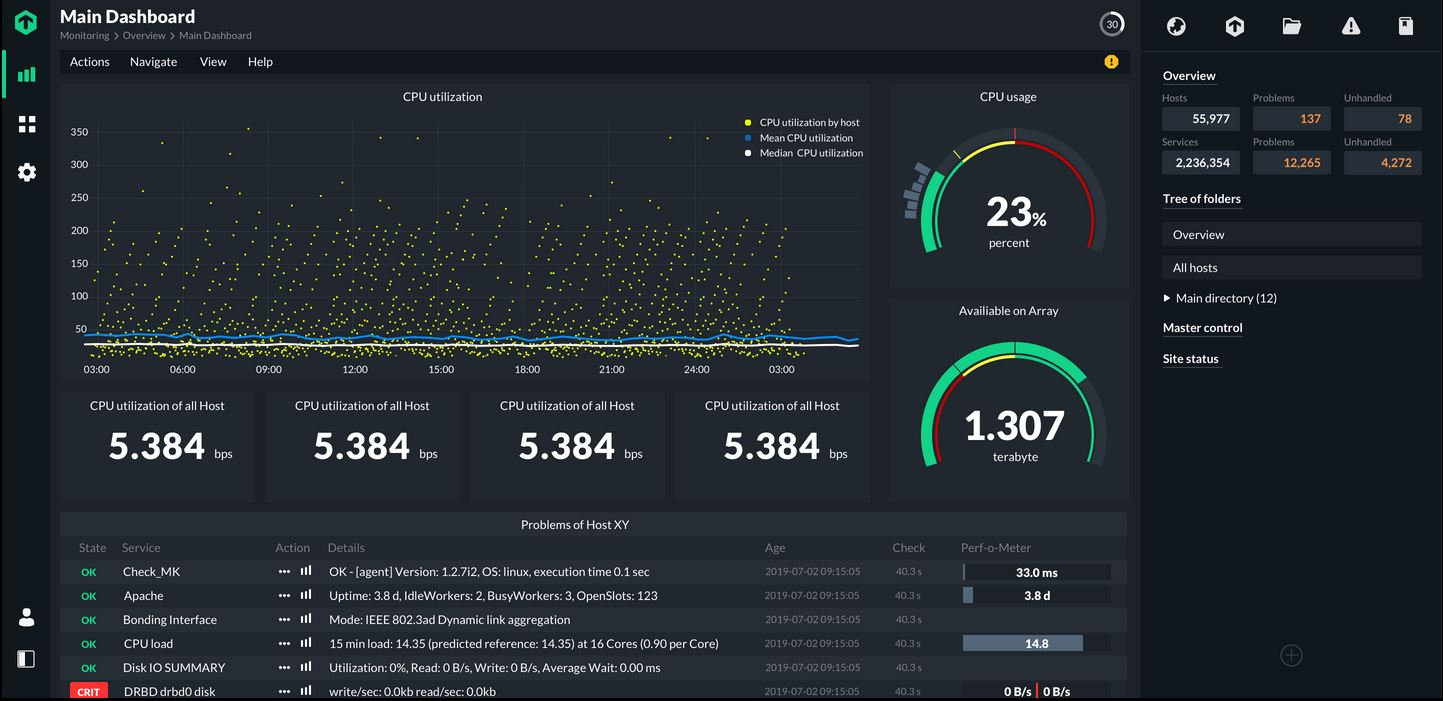 Main Dashboard
Monitoring > Overview > Main Dashboard
30
Actions Navigate View Help
CPU utilization
CPU utilization by host
Mean CPU utilization
Median CPU utilization
350
300
250
200
150
100
50
03:00 06:00 09:00 12:00 15:00 18:00 21:00 24:00 03:00
CPU usage
23%
percent
Availiable on Array
1.307
terabyte
CPU utilization of all Host
5.384 bps
CPU utilization of all Host
5.384 bps
CPU utilization of all Host
5.384 bps
CPU utilization of all Host
5.384 bps
Problems of Host XY
State Service Action Details Age Check Perf-o-Meter
OK Check_MK OK - [agent] Version: 1.2.7i2, OS: linux, execution time 0.1 sec 2019-07-02 09:15:05 40.3 s 33.0 ms
OK Apache Uptime: 3.8 d, IdleWorkers: 2, BusyWorkers: 3, OpenSlots: 123 2019-07-02 09:15:05 40.3 s 3.8 d
OK Bonding Interface Mode: IEEE 802.3ad Dynamic link aggregation 2019-07-02 09:15:05 40.3 s
OK CPU load 15 min load: 14.35 (predicted reference: 14.35) at 16 Cores (0.90 per Core) 2019-07-02 09:15:05 40.3 s 14.8
OK Disk IO SUMMARY Utilization: 0%, Read: 0 B/s, Write: 0 B/s, Average Wait: 0.00 ms 2019-07-02 09:15:05 40.3 s
CRIT DRBD drbd0 disk write/sec: 0.0kb read/sec: 0.0kb 2019-07-02 09:15:05 40.3 s 0 B/s 0 B/s
Overview
Hosts Problems Unhandled
55,977 137 78
Services Problems Unhandled
2,236,354 12,265 4,272
Tree of folders
Overview
All hosts
Main directory (12)
Master control
Site status